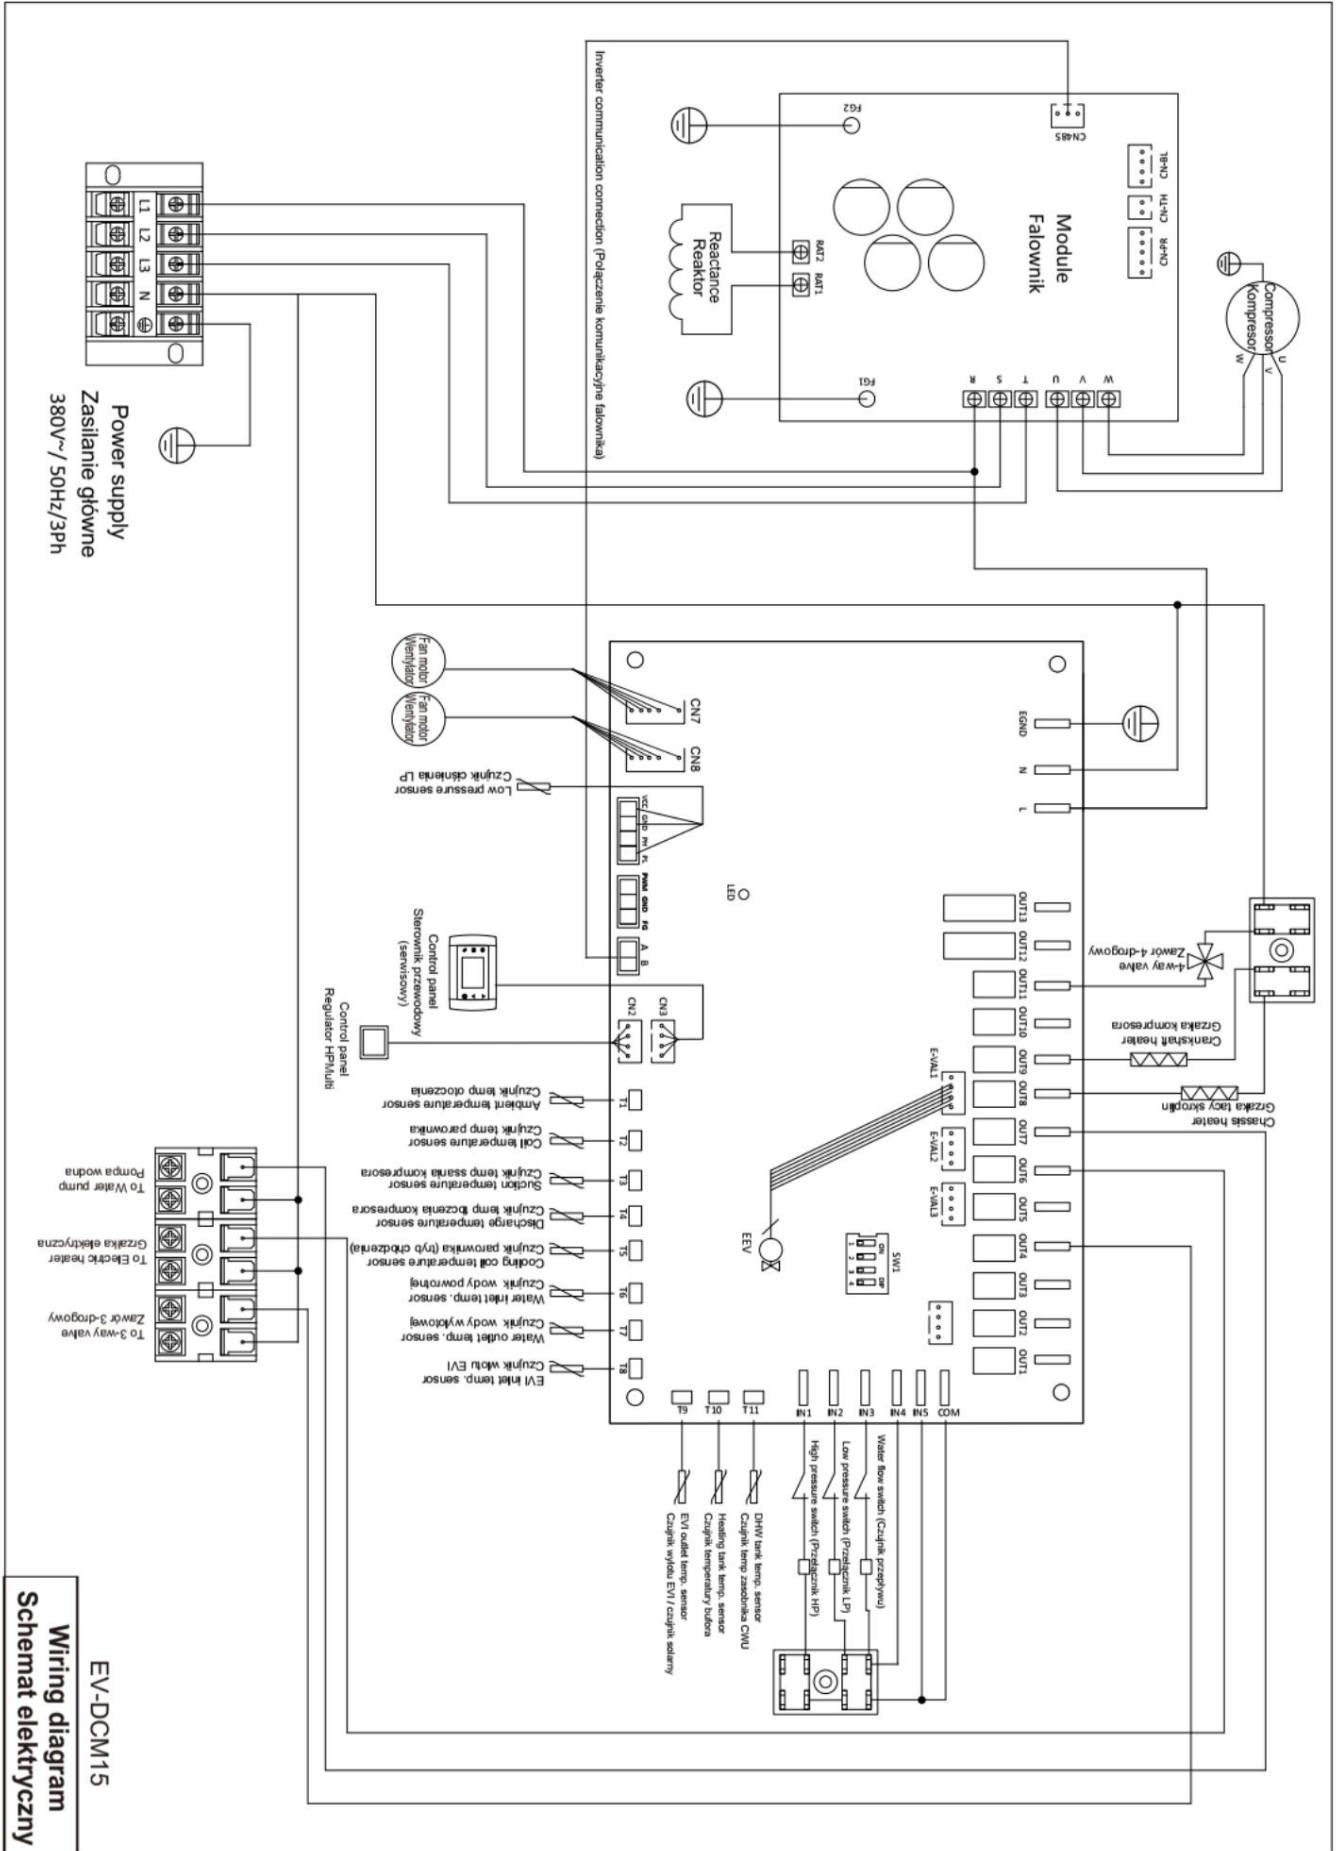 Inverter communication connection (Połączenie komunikacyjne falownika)
FG2
CN485
CN-BL
CN-TH
CN-PR
Module
Falownik
Reactance
Reaktor
RAT2
RAT1
FG1
R
S
T
U
V
W
Compressor
Kompresor
U
V
W
L1
L2
L3
N
Power supply
Zasilanie główne
380V~/ 50Hz/3Ph
Fan motor
Wentylator
Fan motor
Wentylator
CN7
CN8
Low pressure sensor
Czujnik ciśnienia LP
VCC
GND
PH
PL
PWM
GND
FG
A
B
LED
EGND
N
L
OUT13
OUT12
OUT11
OUT10
OUT9
OUT8
OUT7
OUT6
OUT5
OUT4
OUT3
OUT2
OUT1
4-way valve
Zawór 4-drogowy
Crankshaft heater
Grzałka kompresora
Chassis heater
Grzałka tacy skroplin
Control panel
Sterownik przewodowy
(serwisowy)
Control panel
Regulator HPMulti
CN2
CN3
E-VAL1
E-VAL2
E-VAL3
EEV
SW1
ON
DIP
1
2
3
4
T1
Ambient temperature sensor
Czujnik temp otoczenia
T2
Coil temperature sensor
Czujnik temp parownika
T3
Suction temperature sensor
Czujnik temp ssania kompresora
T4
Discharge temperature sensor
Czujnik temp tłoczenia kompresora
T5
Coolling coil temperature sensor
Czujnik parownika (tryb chłodzenia)
T6
Water inlet temp. sensor
Czujnik wody powrotnej
T7
Water outlet temp. sensor
Czujnik wody wylotowej
T8
EVI inlet temp. sensor
Czujnik wlotu EVI
T9
T10
T11
IN1
IN2
IN3
IN4
IN5
COM
EVI outlet temp. sensor
Czujnik wylotu EVI / czujnik solarny
Heating tank temp. sensor
Czujnik temperatury bufora
DHW tank temp. sensor
Czujnik temp zasobnika CWU
High pressure switch (Przełącznik HP)
Low pressure switch (Przełącznik LP)
Water flow switch (Czujnik przepływu)
To Water pump
Pompa wodna
To Electric heater
Grzałka elektryczna
To 3-way valve
Zawór 3-drogowy
EV-DCM15
Wiring diagram
Schemat elektryczny